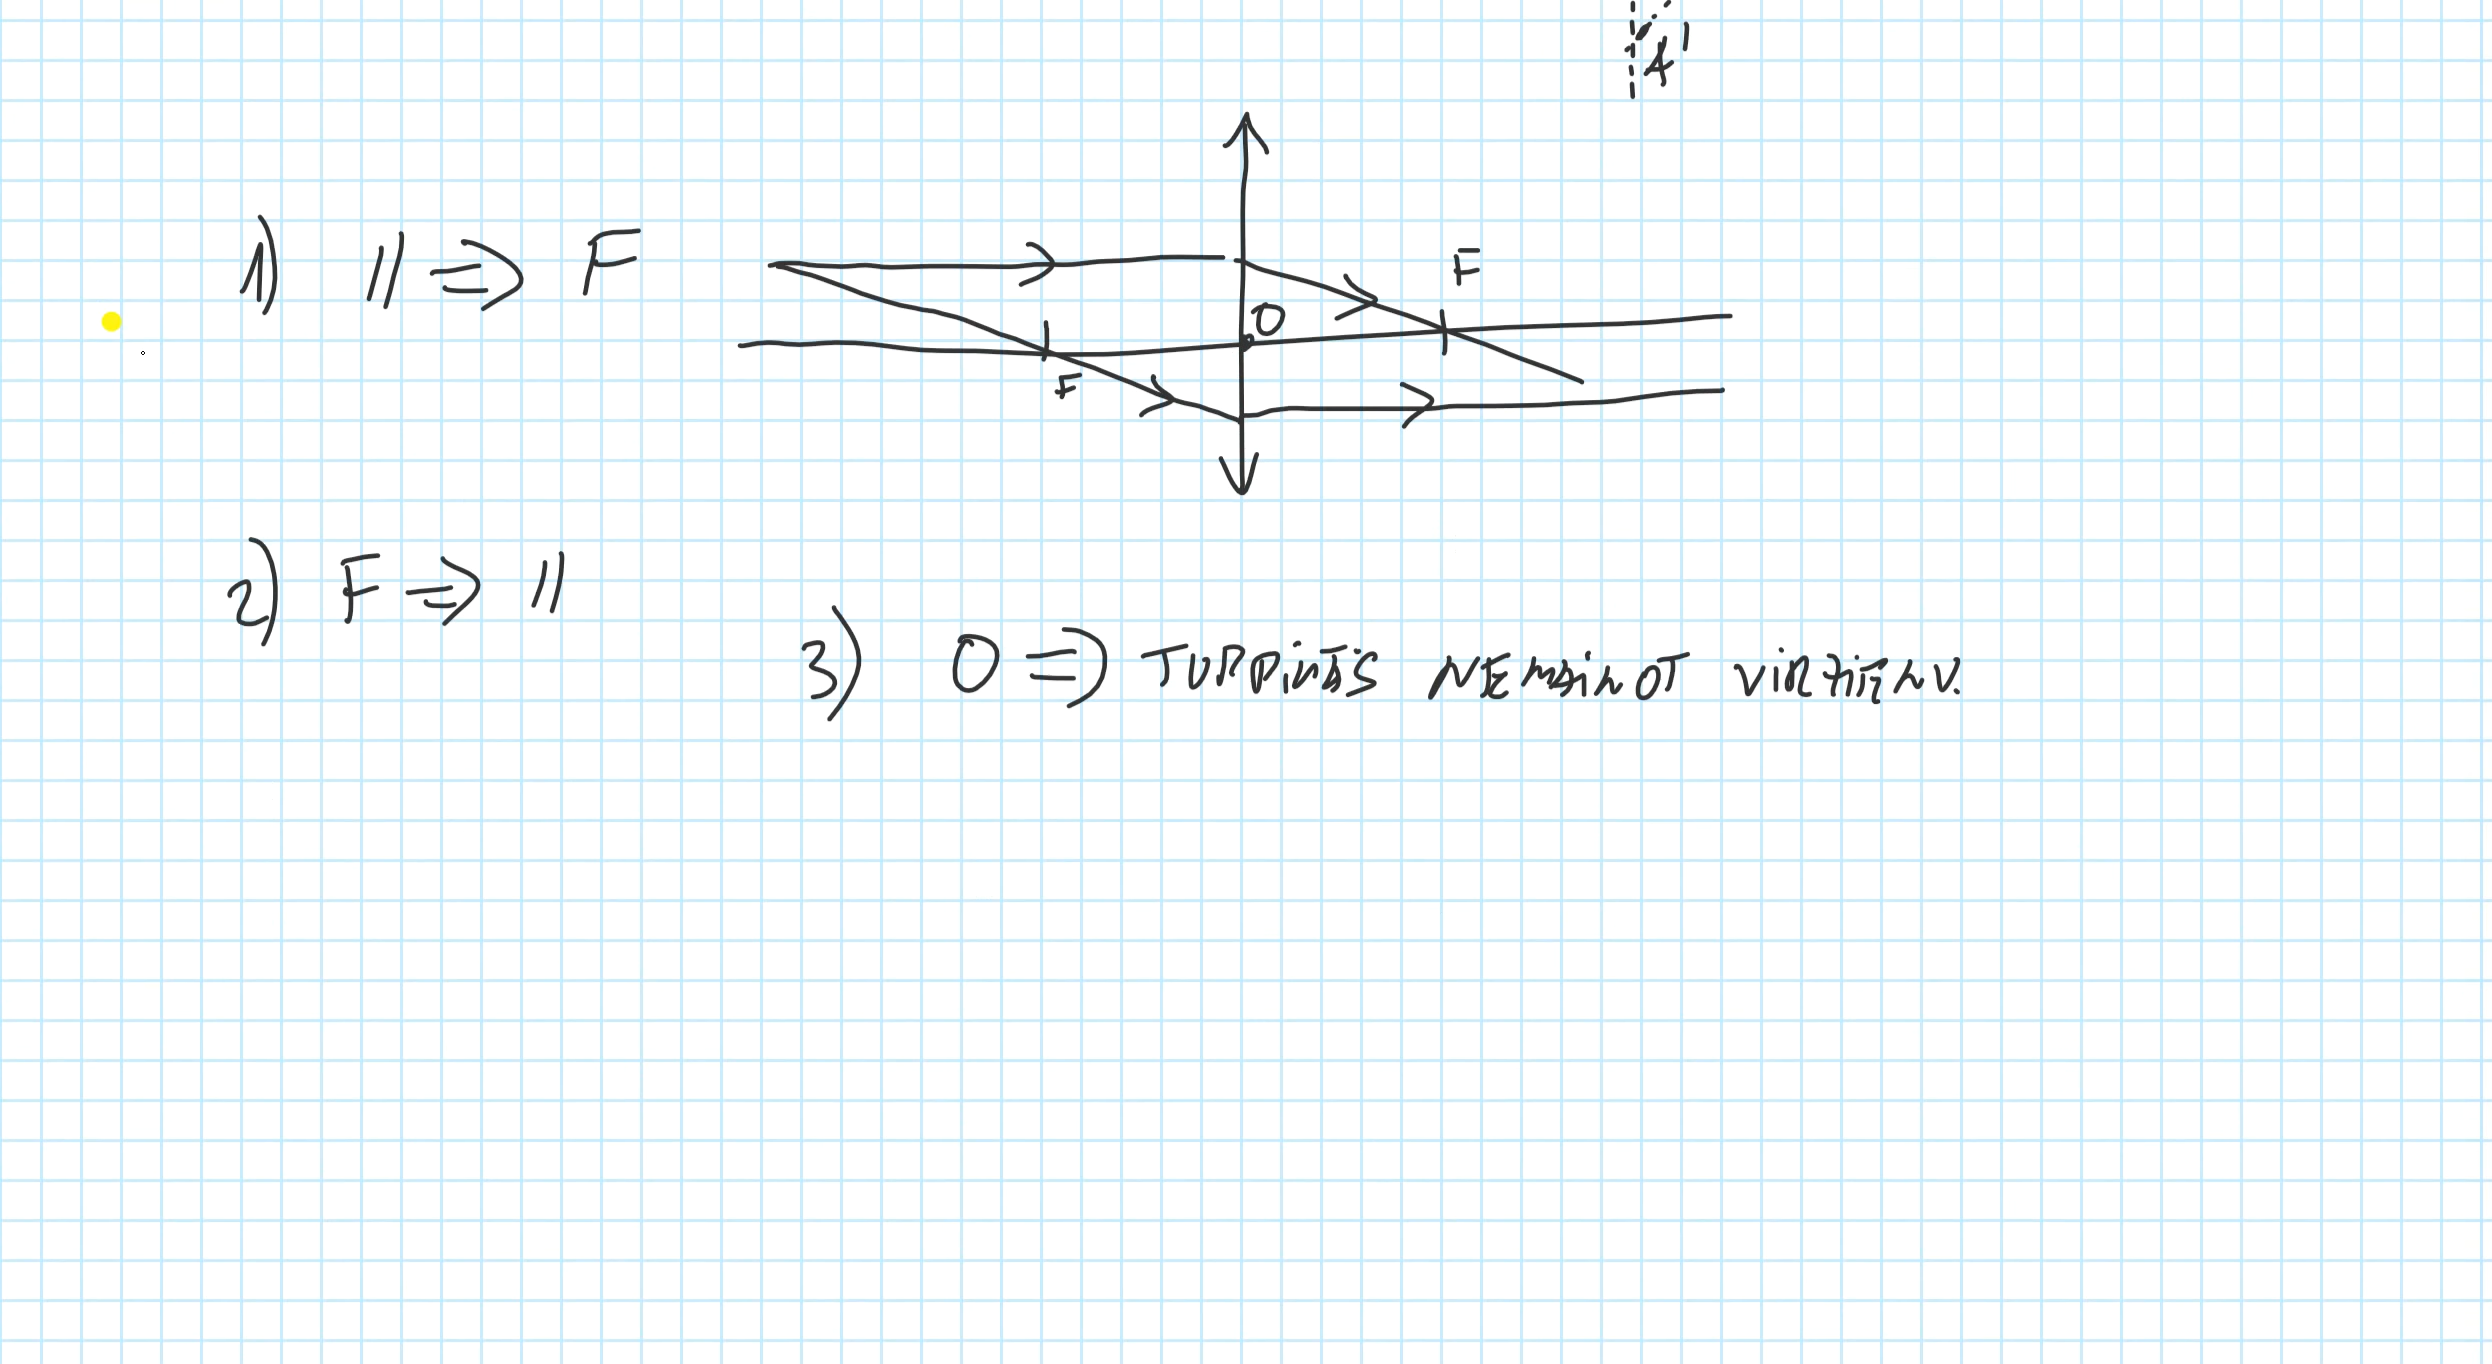 A'
1) || ⇒ F
F
O
F
2) F ⇒ ||
3) O ⇒ TURPINĀS NEMAINOT VIRZIENU.